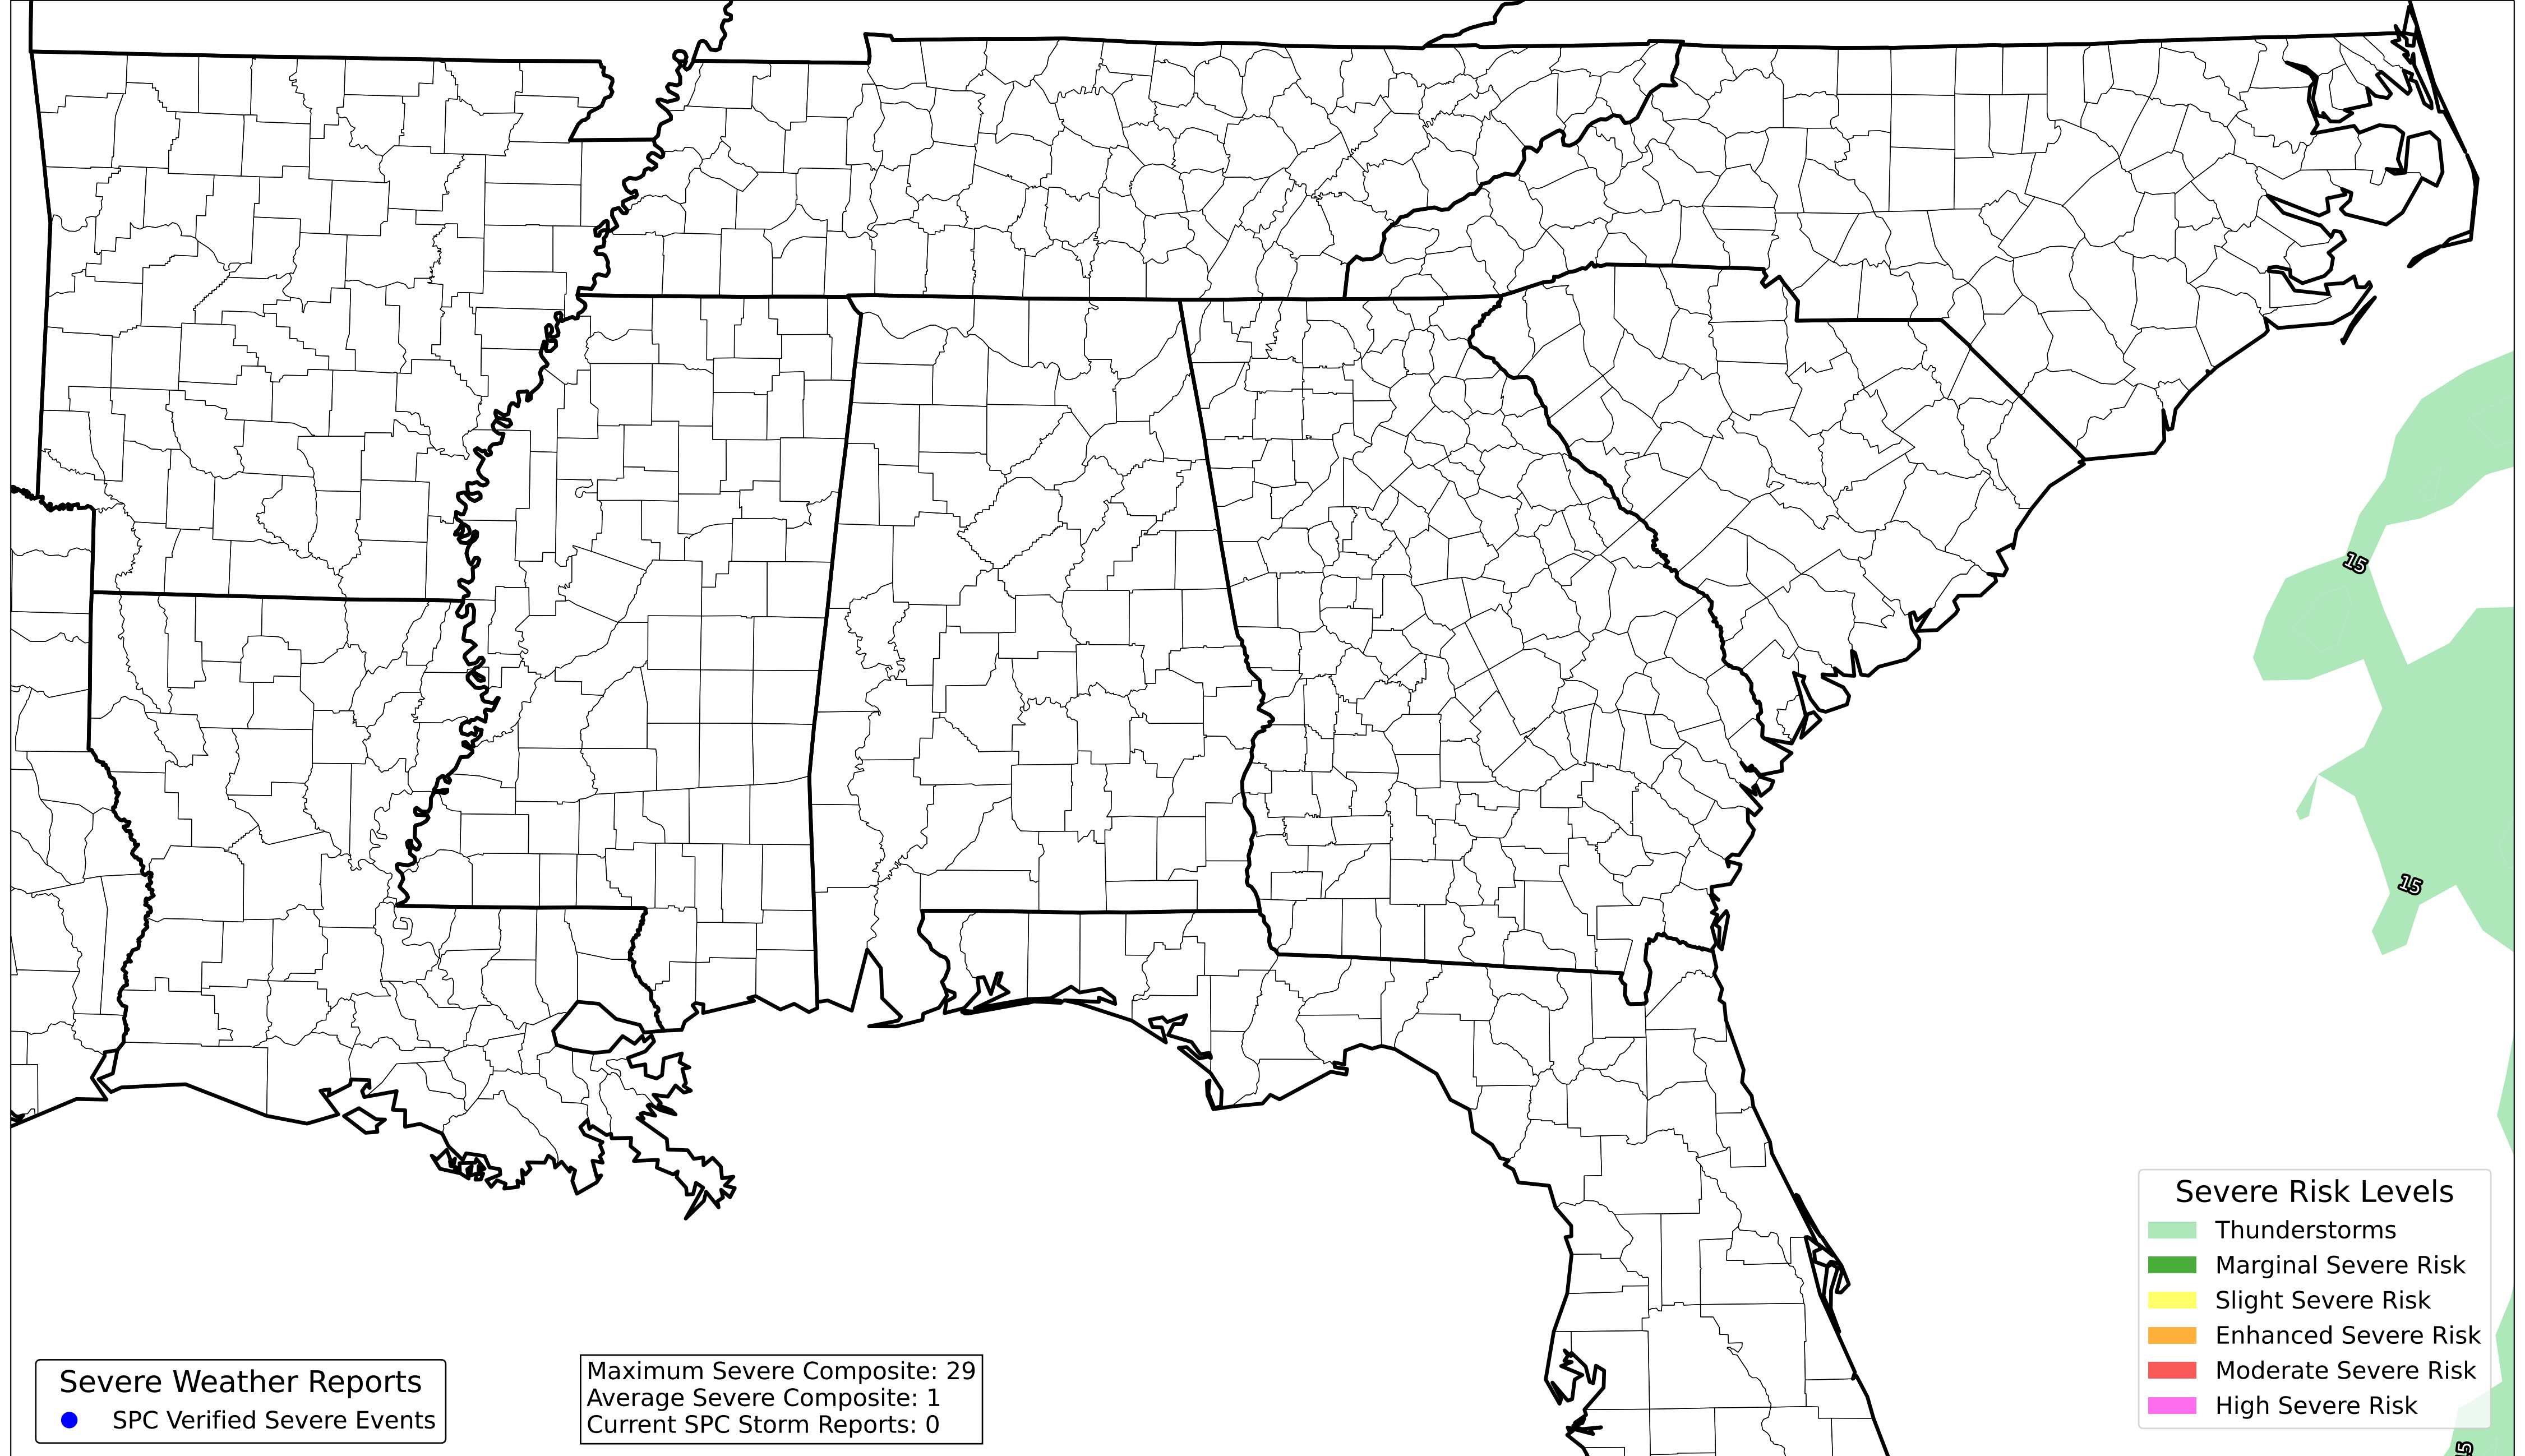 15
15
Severe Risk Levels
Thunderstorms
Marginal Severe Risk
Slight Severe Risk
Enhanced Severe Risk
Moderate Severe Risk
High Severe Risk
Severe Weather Reports
SPC Verified Severe Events
Maximum Severe Composite: 29
Average Severe Composite: 1
Current SPC Storm Reports: 0
15